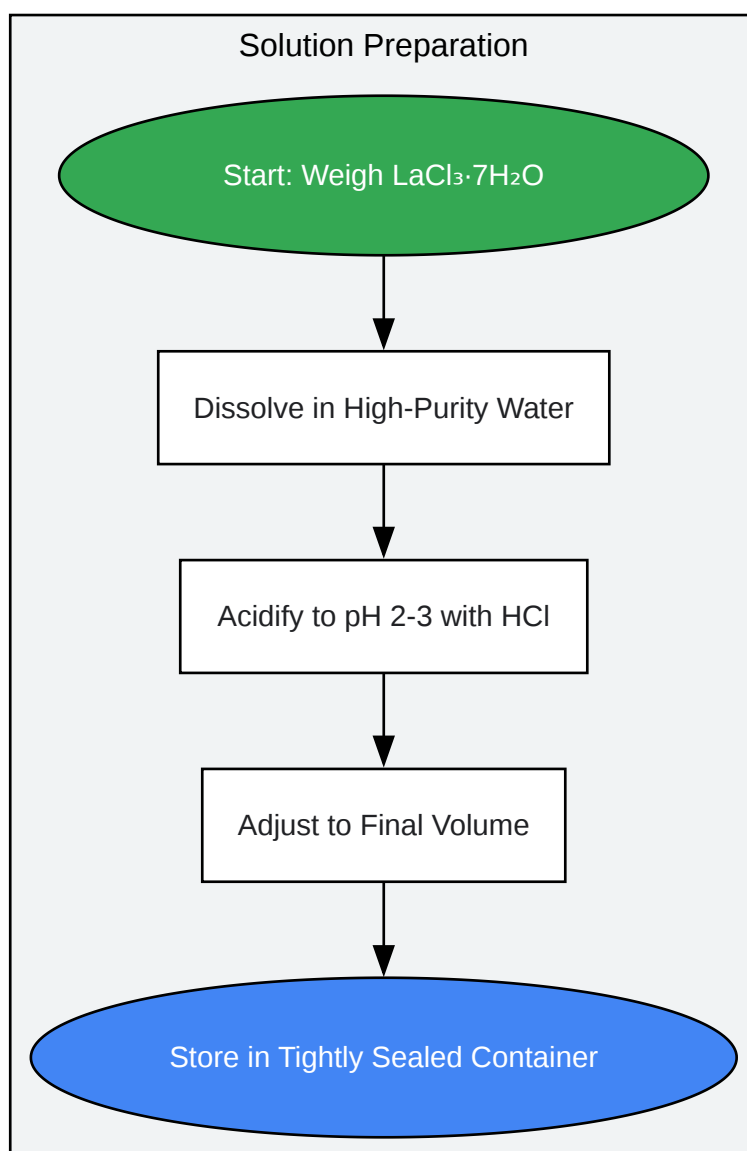 Solution Preparation
Start: Weigh LaCl₃·7H₂O
Dissolve in High-Purity Water
Acidify to pH 2-3 with HCl
Adjust to Final Volume
Store in Tightly Sealed Container